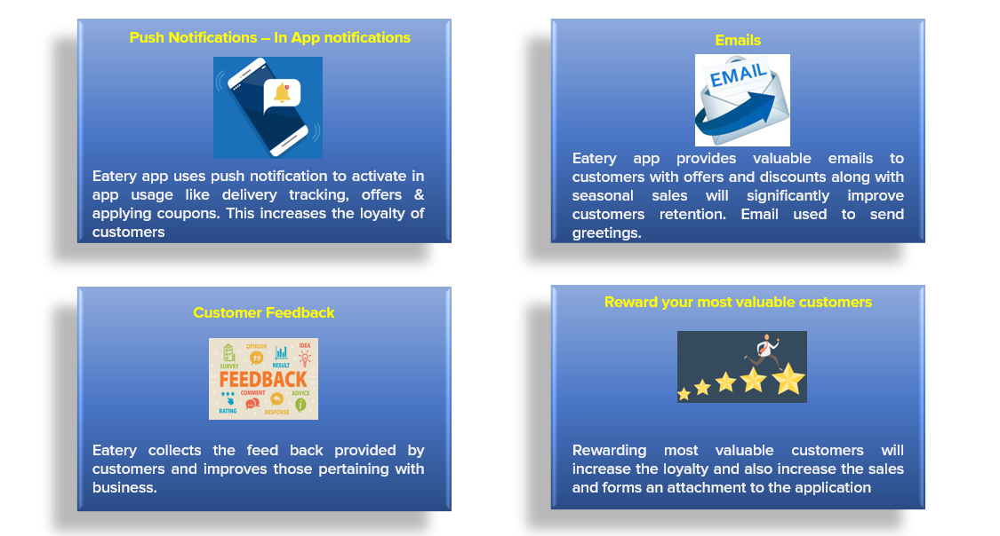 Push Notifications – In App notifications
Eatery app uses push notification to activate in
app usage like delivery tracking, offers &
applying coupons. This increases the loyalty of
customers
Emails
EMAIL
Eatery app provides valuable emails to
customers with offers and discounts along with
seasonal sales will significantly improve
customers retention. Email used to send
greetings.
Customer Feedback
OPINION
IDEA
SURVEY
RESULT
FEEDBACK
COMMENT
ADVICE
RATING
RESPONSE
Eatery collects the feed back provided by
customers and improves those pertaining with
business.
Reward your most valuable customers
Rewarding most valuable customers will
increase the loyalty and also increase the sales
and forms an attachment to the application